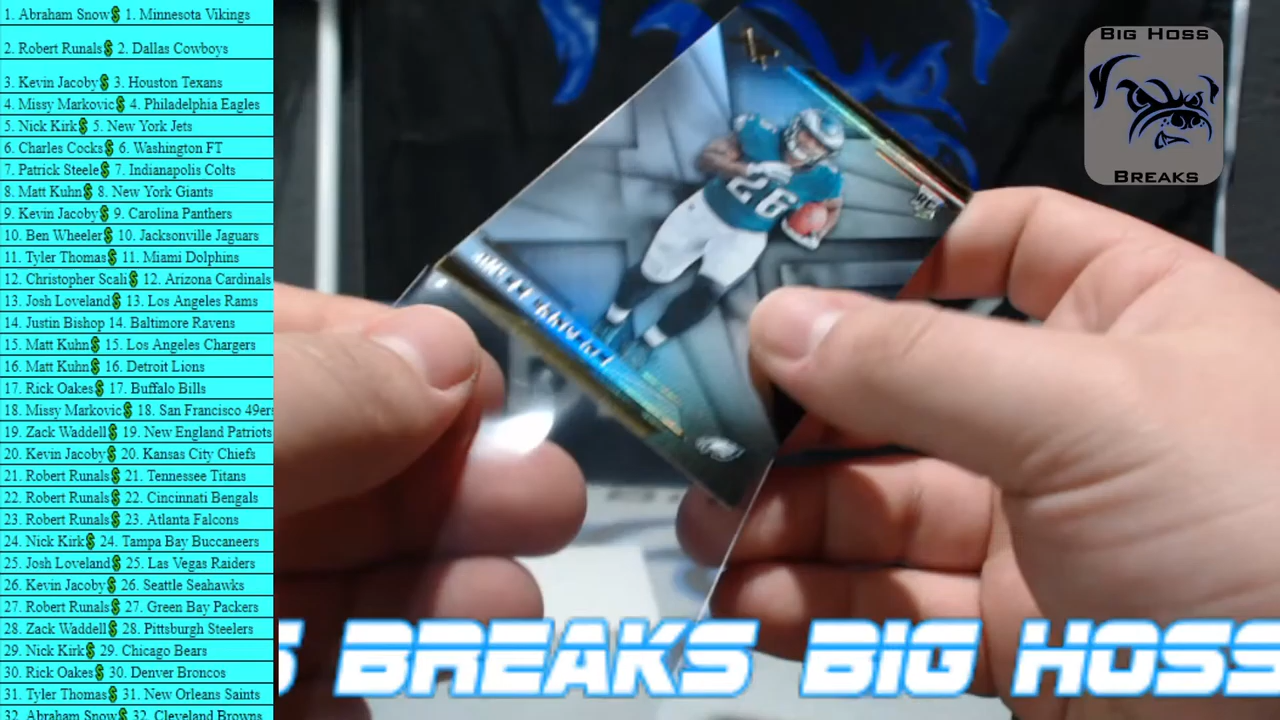 1. Abraham Snow$ 1. Minnesota Vikings
2. Robert Runals$ 2. Dallas Cowboys
3. Kevin Jacoby$ 3. Houston Texans
4. Missy Markovic$ 4. Philadelphia Eagles
5. Nick Kirk$ 5. New York Jets
6. Charles Cocks$ 6. Washington FT
7. Patrick Steele$ 7. Indianapolis Colts
8. Matt Kuhn$ 8. New York Giants
9. Kevin Jacoby$ 9. Carolina Panthers
10. Ben Wheeler$ 10. Jacksonville Jaguars
11. Tyler Thomas$ 11. Miami Dolphins
12. Christopher Scali$ 12. Arizona Cardinals
13. Josh Loveland$ 13. Los Angeles Rams
14. Justin Bishop 14. Baltimore Ravens
15. Matt Kuhn$ 15. Los Angeles Chargers
16. Matt Kuhn$ 16. Detroit Lions
17. Rick Oakes$ 17. Buffalo Bills
18. Missy Markovic$ 18. San Francisco 49ers
19. Zack Waddell$ 19. New England Patriots
20. Kevin Jacoby$ 20. Kansas City Chiefs
21. Robert Runals$ 21. Tennessee Titans
22. Robert Runals$ 22. Cincinnati Bengals
23. Robert Runals$ 23. Atlanta Falcons
24. Nick Kirk$ 24. Tampa Bay Buccaneers
25. Josh Loveland$ 25. Las Vegas Raiders
26. Kevin Jacoby$ 26. Seattle Seahawks
27. Robert Runals$ 27. Green Bay Packers
28. Zack Waddell$ 28. Pittsburgh Steelers
29. Nick Kirk$ 29. Chicago Bears
30. Rick Oakes$ 30. Denver Broncos
31. Tyler Thomas$ 31. New Orleans Saints
32. Abraham Snow$ 32. Cleveland Browns
BIG HOSS
BREAKS
26
RC
S BREAKS BIG HOSS